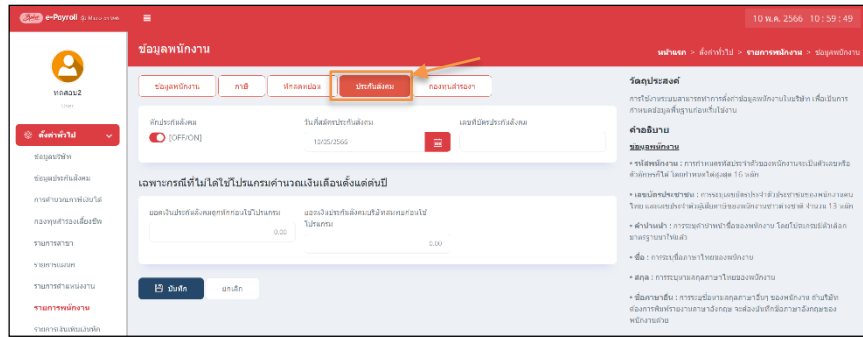 e-Payroll
10 พ.ค. 2566 10 : 59 : 49
ข้อมูลพนักงาน
หน้าแรก > ตั้งค่าทั่วไป > รายการพนักงาน > ข้อมูลพนักงาน
ทดสอบ2
User
ตั้งค่าทั่วไป
ข้อมูลบริษัท
ข้อมูลประกันสังคม
การคำนวณภาษีเงินได้
กองทุนสำรองเลี้ยงชีพ
รายการสาขา
รายการแผนก
รายการตำแหน่งงาน
รายการพนักงาน
รายการเงินเพิ่มเงินหัก
ข้อมูลพนักงาน
ภาษี
หักลดหย่อน
ประกันสังคม
กองทุนสำรองฯ
หักประกันสังคม
วันที่สมัครประกันสังคม
เลขที่บัตรประกันสังคม
[OFF/ON]
10/05/2566
เฉพาะกรณีที่ไม่ได้ใช้โปรแกรมคำนวณเงินเดือนตั้งแต่ต้นปี
ยอดเงินประกันสังคมถูกหักก่อนใช้โปรแกรม
ยอดเงินประกันสังคมบริษัทสมทบก่อนใช้
โปรแกรม
0.00
0.00
บันทึก
ยกเลิก
วัตถุประสงค์
การใช้งานระบบสามารถทำการตั้งค่าข้อมูลพนักงานในบริษัท เพื่อเป็นการ
กำหนดข้อมูลพื้นฐานก่อนเริ่มใช้งาน
คำอธิบาย
ข้อมูลพนักงาน
• รหัสพนักงาน : การกำหนดรหัสประจำตัวของพนักงานจะเป็นตัวเลขหรือ
ตัวอักษรก็ได้ โดยกำหนดได้สูงสุด 16 หลัก
• เลขบัตรประชาชน : การระบุเลขบัตรประจำตัวประชาชนของพนักงานคน
ไทย และเลขประจำตัวผู้เสียภาษีของพนักงานชาวต่างชาติ จำนวน 13 หลัก
• คำนำหน้า : การระบุคำนำหน้าชื่อของพนักงาน โดยโปรแกรมมีตัวเลือก
มาตรฐานมาให้แล้ว
• ชื่อ : การระบุชื่อภาษาไทยของพนักงาน
• สกุล : การระบุนามสกุลภาษาไทยของพนักงาน
• ชื่อภาษาอื่น : การระบุชื่อนามสกุลภาษาอื่นๆ ของพนักงาน ถ้าบริษัท
ต้องการพิมพ์รายงานภาษาอังกฤษ จะต้องบันทึกชื่อภาษาอังกฤษของ
พนักงานด้วย